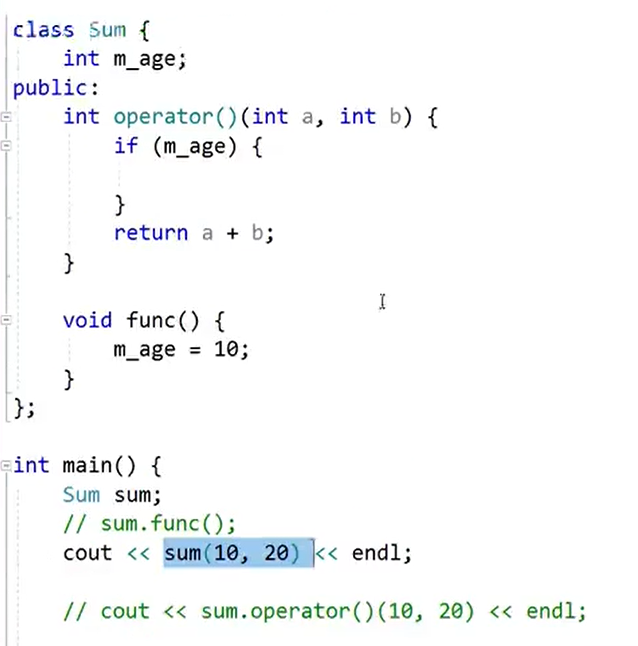 class Sum {
    int m_age;
public:
    int operator()(int a, int b) {
        if (m_age) {

        }
        return a + b;
    }

    void func() {
        m_age = 10;
    }
};

int main() {
    Sum sum;
    // sum.func();
    cout << sum(10, 20) << endl;

    // cout << sum.operator()(10, 20) << endl;